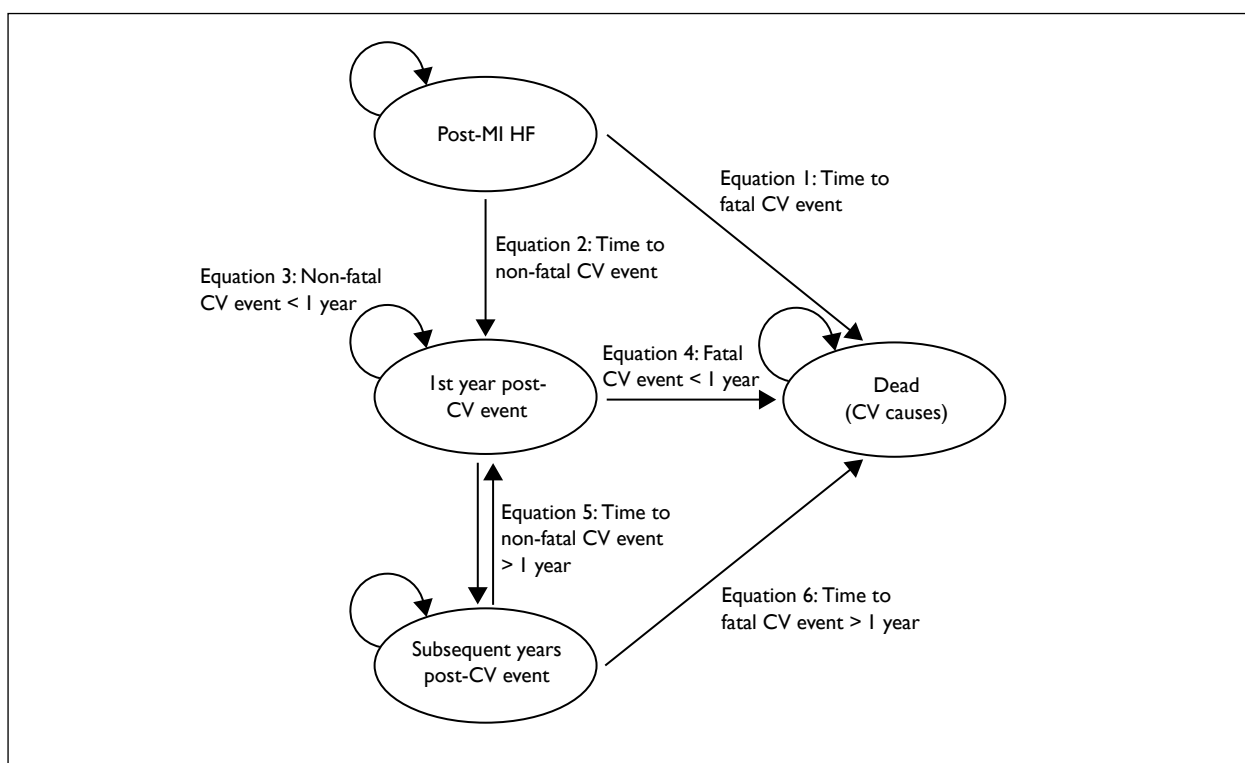 Post-MI HF
Equation 1: Time to
fatal CV event
Equation 2: Time to
non-fatal CV event
Equation 3: Non-fatal
CV event < 1 year
1st year post-
CV event
Equation 4: Fatal
CV event < 1 year
Dead
(CV causes)
Equation 5: Time to
non-fatal CV event
> 1 year
Equation 6: Time to
fatal CV event > 1 year
Subsequent years
post-CV event